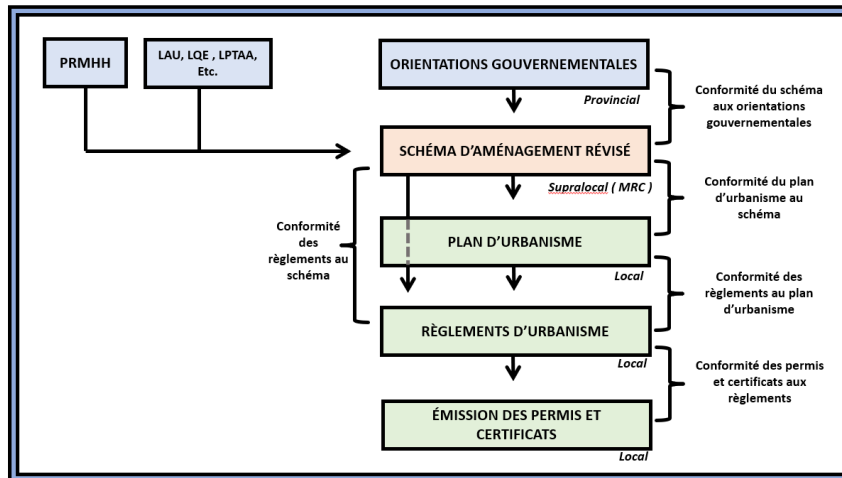 PRMHH
LAU, LQE , LPTAA,
Etc.
ORIENTATIONS GOUVERNEMENTALES
Provincial
Conformité du schéma
aux orientations
gouvernementales
SCHÉMA D’AMÉNAGEMENT RÉVISÉ
Supralocal ( MRC )
Conformité du plan
d’urbanisme au
schéma
Conformité
des
règlements au
schéma
PLAN D’URBANISME
Local
Conformité des
règlements au plan
d’urbanisme
RÈGLEMENTS D’URBANISME
Local
Conformité des permis
et certificats aux
règlements
ÉMISSION DES PERMIS ET
CERTIFICATS
Local